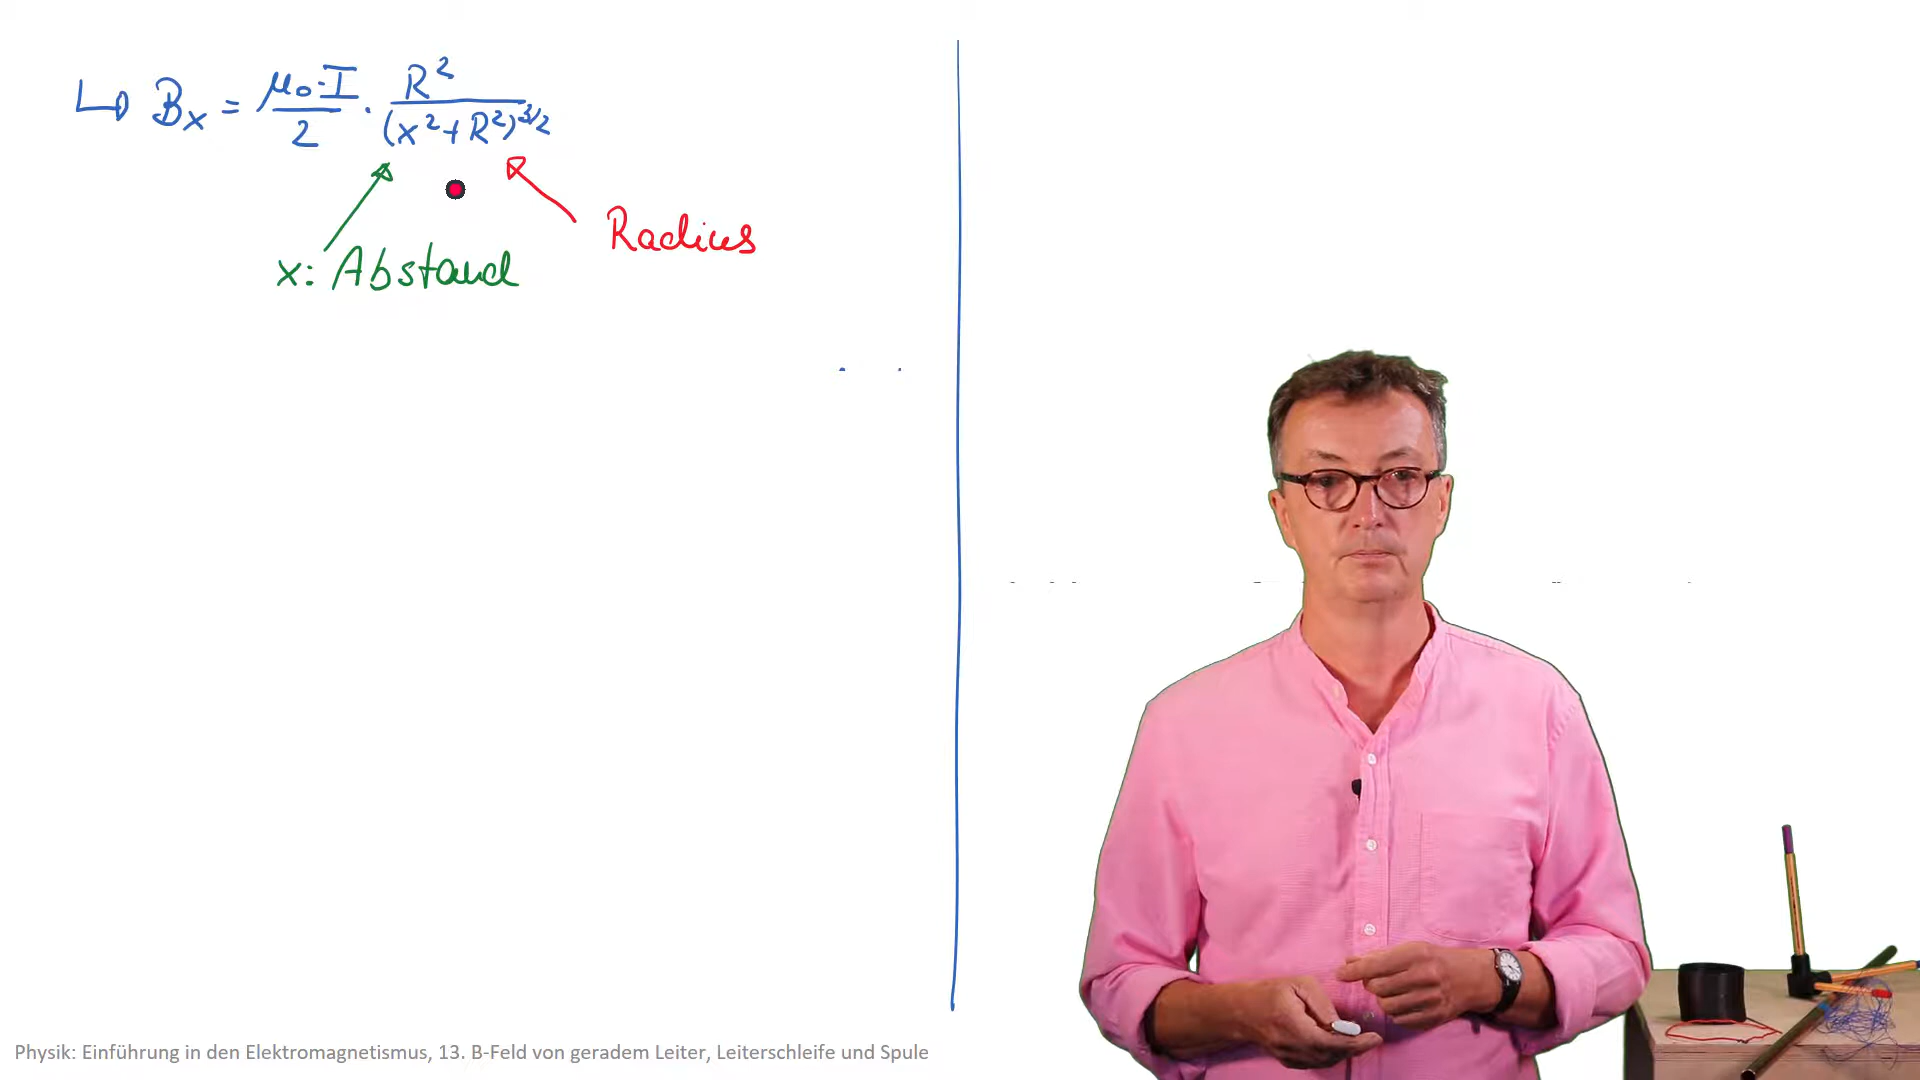 ↳ Bₓ = μ₀·I/2 · R²/(x²+R²)^3/2
Radius
x: Abstand
Physik: Einführung in den Elektromagnetismus, 13. B-Feld von geradem Leiter, Leiterschleife und Spule